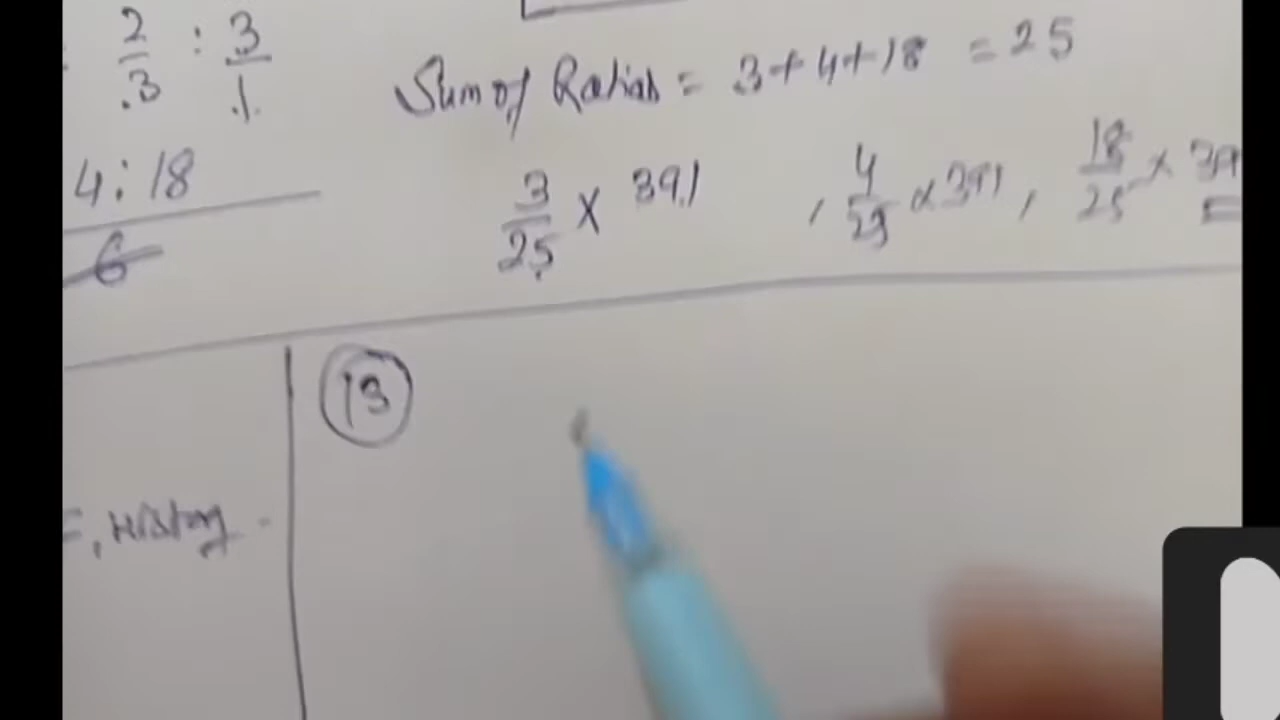 : 2/3 : 3/1
Sum of Ratios = 3+4+18 = 25
4:18
6
3/25 × 391 , 4/25 × 391 , 18/25 × 39
13
, History